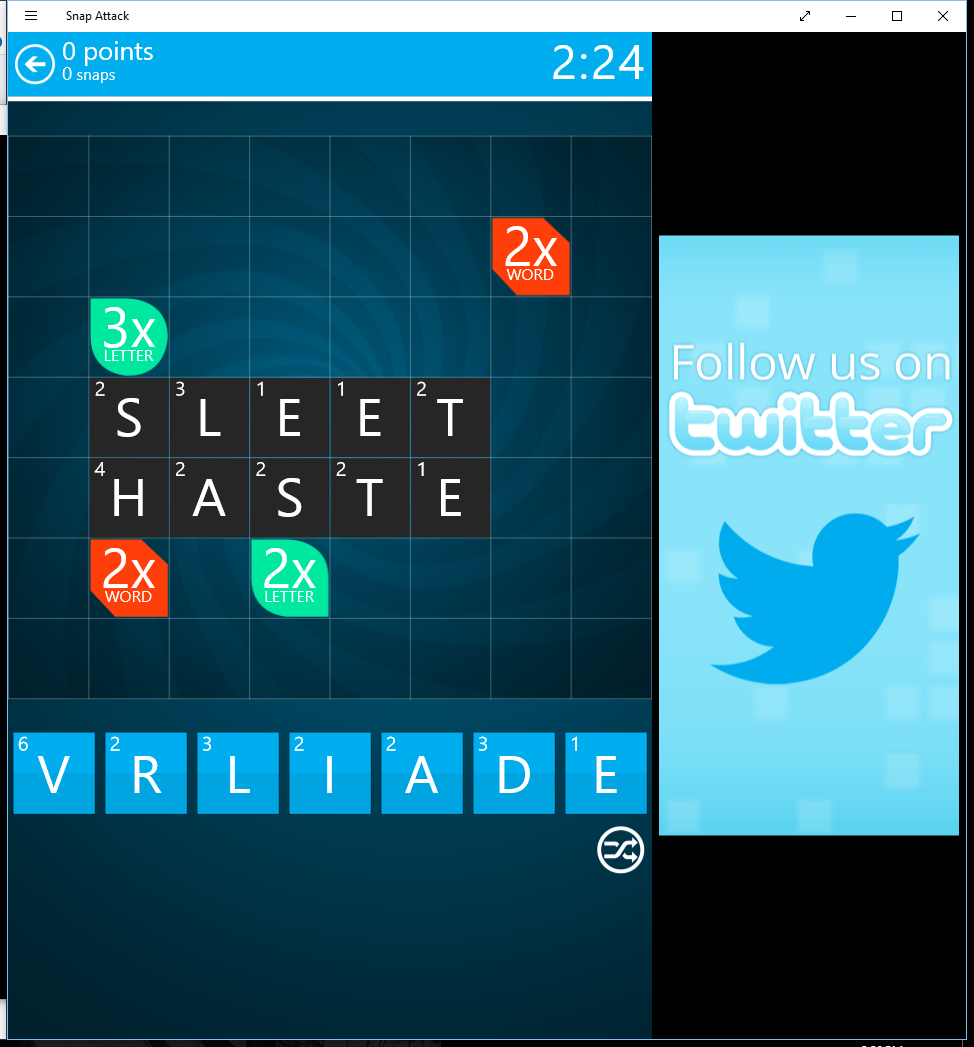 Snap Attack
0 points
0 snaps
2:24
2x
WORD
3x
LETTER
2 S 3 L 1 E 1 E 2 T
4 H 2 A 2 S 2 T 1 E
2x
WORD
2x
LETTER
6 V 2 R 3 L 2 I 2 A 3 D 1 E
Follow us on
twitter